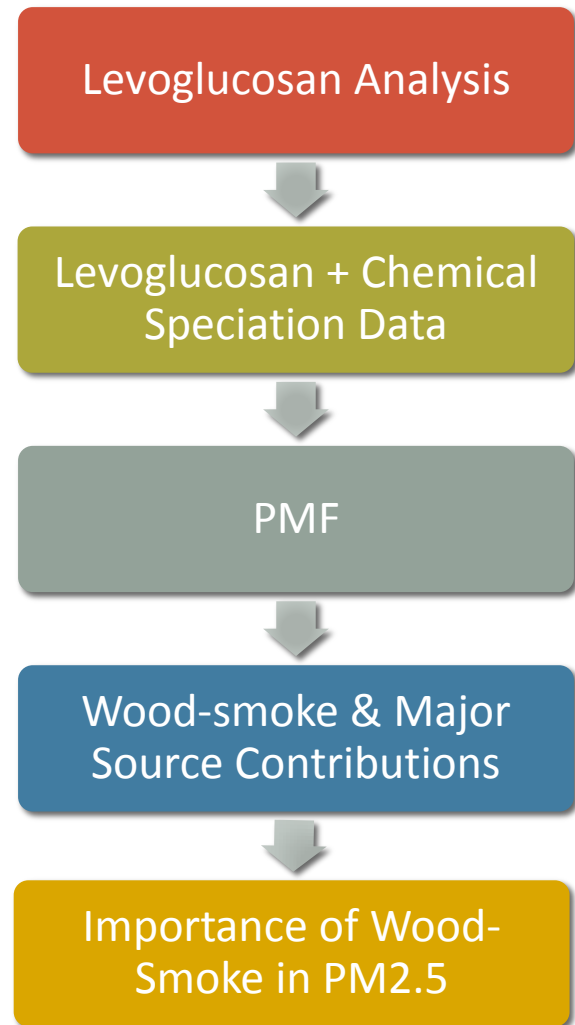 Levoglucosan Analysis
Levoglucosan + Chemical
Speciation Data
PMF
Wood-smoke & Major
Source Contributions
Importance of Wood-
Smoke in PM2.5